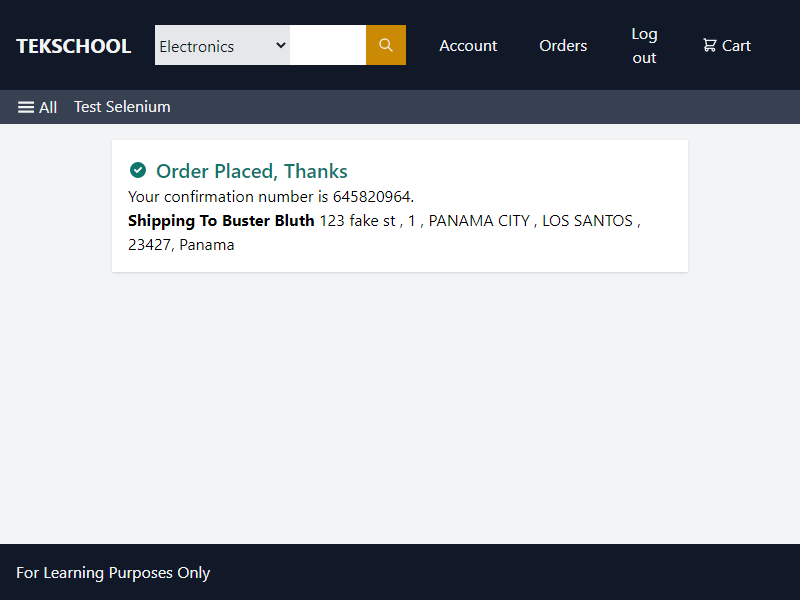 TEKSCHOOL
Electronics
Account
Orders
Log
out
Cart
All
Test Selenium
Order Placed, Thanks
Your confirmation number is 645820964.
Shipping To Buster Bluth 123 fake st , 1 , PANAMA CITY , LOS SANTOS ,
23427, Panama
For Learning Purposes Only